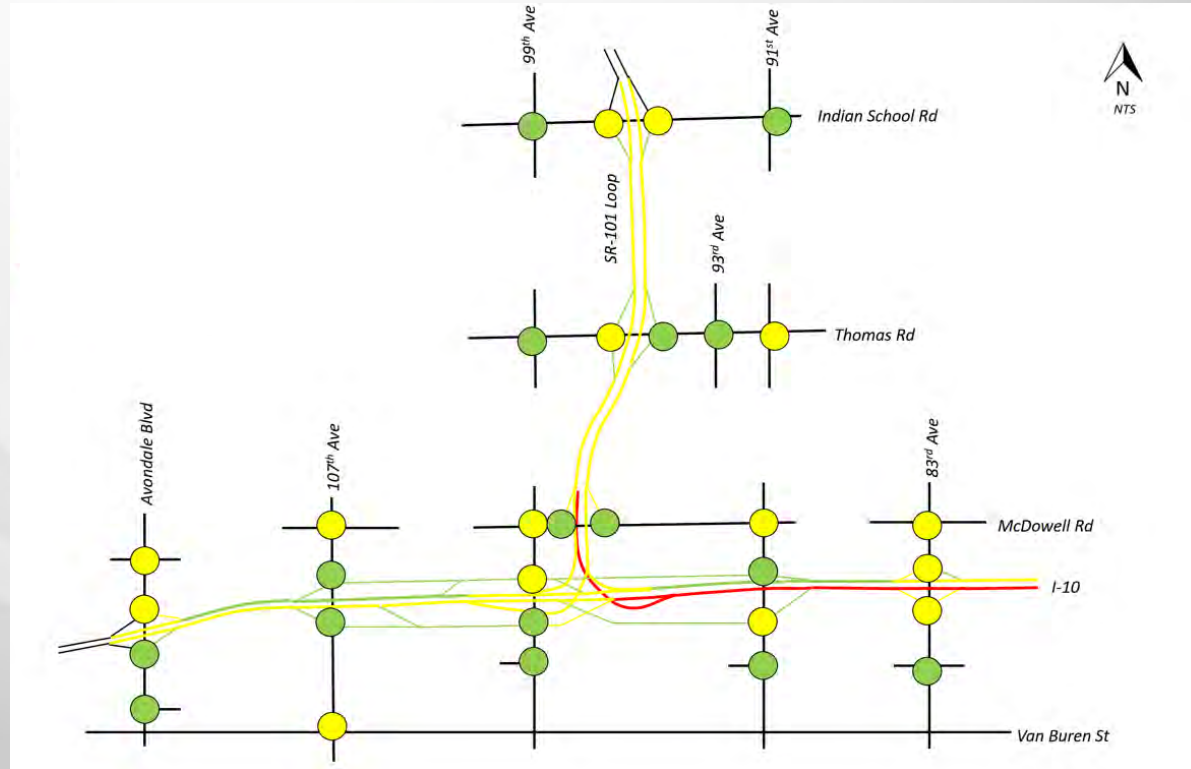 99th Ave
91st Ave
N
NTS
Indian School Rd
SR-101 Loop
93rd Ave
Thomas Rd
Avondale Blvd
107th Ave
83rd Ave
McDowell Rd
I-10
Van Buren St